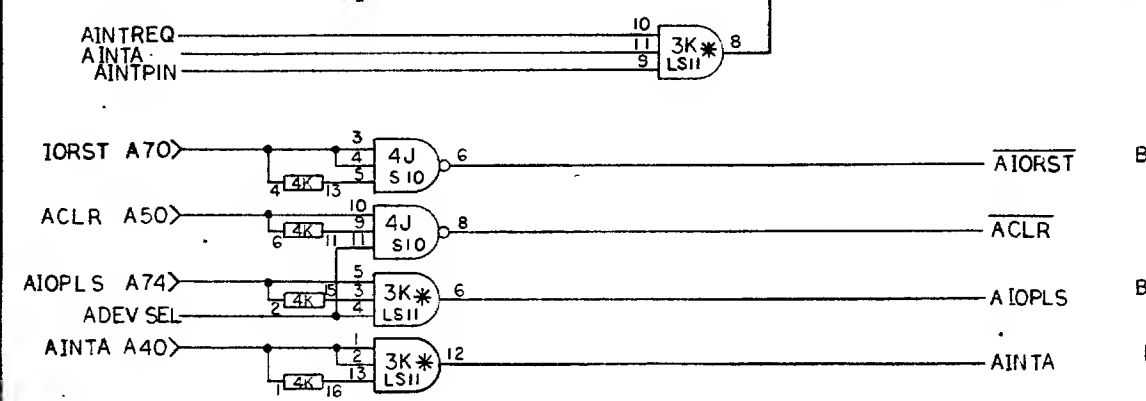 AINTREQ 10
AINTA 11 3K* 8
AINTPIN 9 LS11
IORST A70 3 4 5 4J S10 6 AIORST B
4 4K 13
ACLR A50 10 9 11 4J S10 8 ACLR
6 4K 11
AIOPLS A74 5 3 4 3K* LS11 6 AIOPLS B
2 4K 15
ADEV SEL
AINTA A40 1 2 13 3K* LS11 12 AINTA
1 4K 16